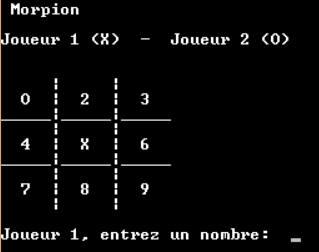 Morpion
Joueur 1 (X) - Joueur 2 (O)
O 2 3
4 X 6
7 8 9
Joueur 1, entrez un nombre: _